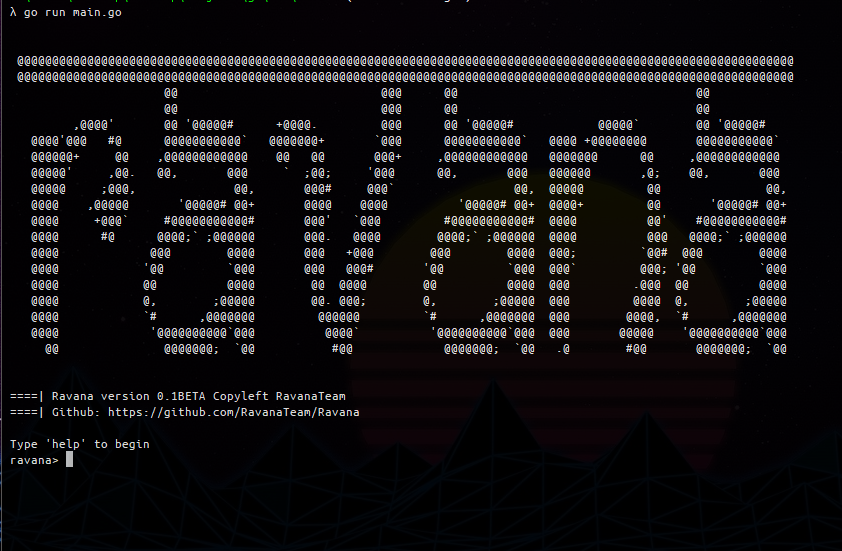 λ go run main.go
ravana
====| Ravana version 0.1BETA Copyleft RavanaTeam
====| Github: https://github.com/RavanaTeam/Ravana
Type 'help' to begin
ravana>